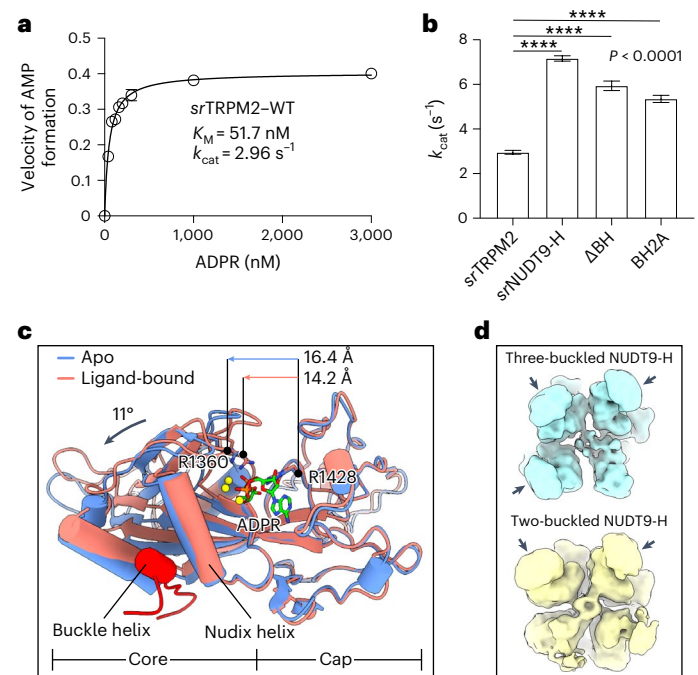 a
Velocity of AMP
formation
0.5
0.4
0.3
0.2
0.1
0
srTRPM2–WT
KM = 51.7 nM
kcat = 2.96 s−1
0
1,000
2,000
3,000
ADPR (nM)
b
kcat (s−1)
8
6
4
2
0
****
****
****
P < 0.0001
srTRPM2
srNUDT9-H
ΔBH
BH2A
c
Apo
Ligand-bound
16.4 Å
14.2 Å
11°
R1360
R1428
ADPR
Buckle helix
Nudix helix
Core
Cap
d
Three-buckled NUDT9-H
Two-buckled NUDT9-H